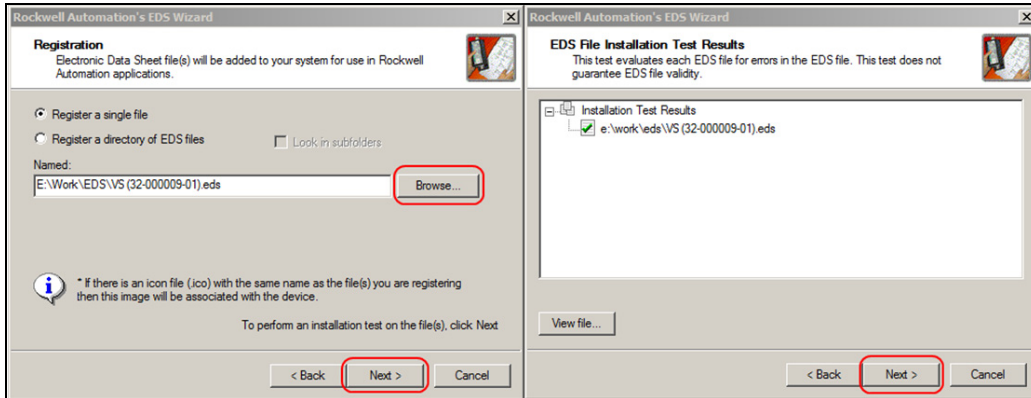 Rockwell Automation's EDS Wizard
Registration
Electronic Data Sheet file(s) will be added to your system for use in Rockwell
Automation applications.
Register a single file
Register a directory of EDS files
Look in subfolders
Named:
E:\Work\EDS\VS (32-000009-01).eds
Browse...
* If there is an icon file (.ico) with the same name as the file(s) you are registering
then this image will be associated with the device.
To perform an installation test on the file(s), click Next
< Back
Next >
Cancel
Rockwell Automation's EDS Wizard
EDS File Installation Test Results
This test evaluates each EDS file for errors in the EDS file. This test does not
guarantee EDS file validity.
Installation Test Results
e:\work\eds\VS (32-000009-01).eds
View file...
< Back
Next >
Cancel